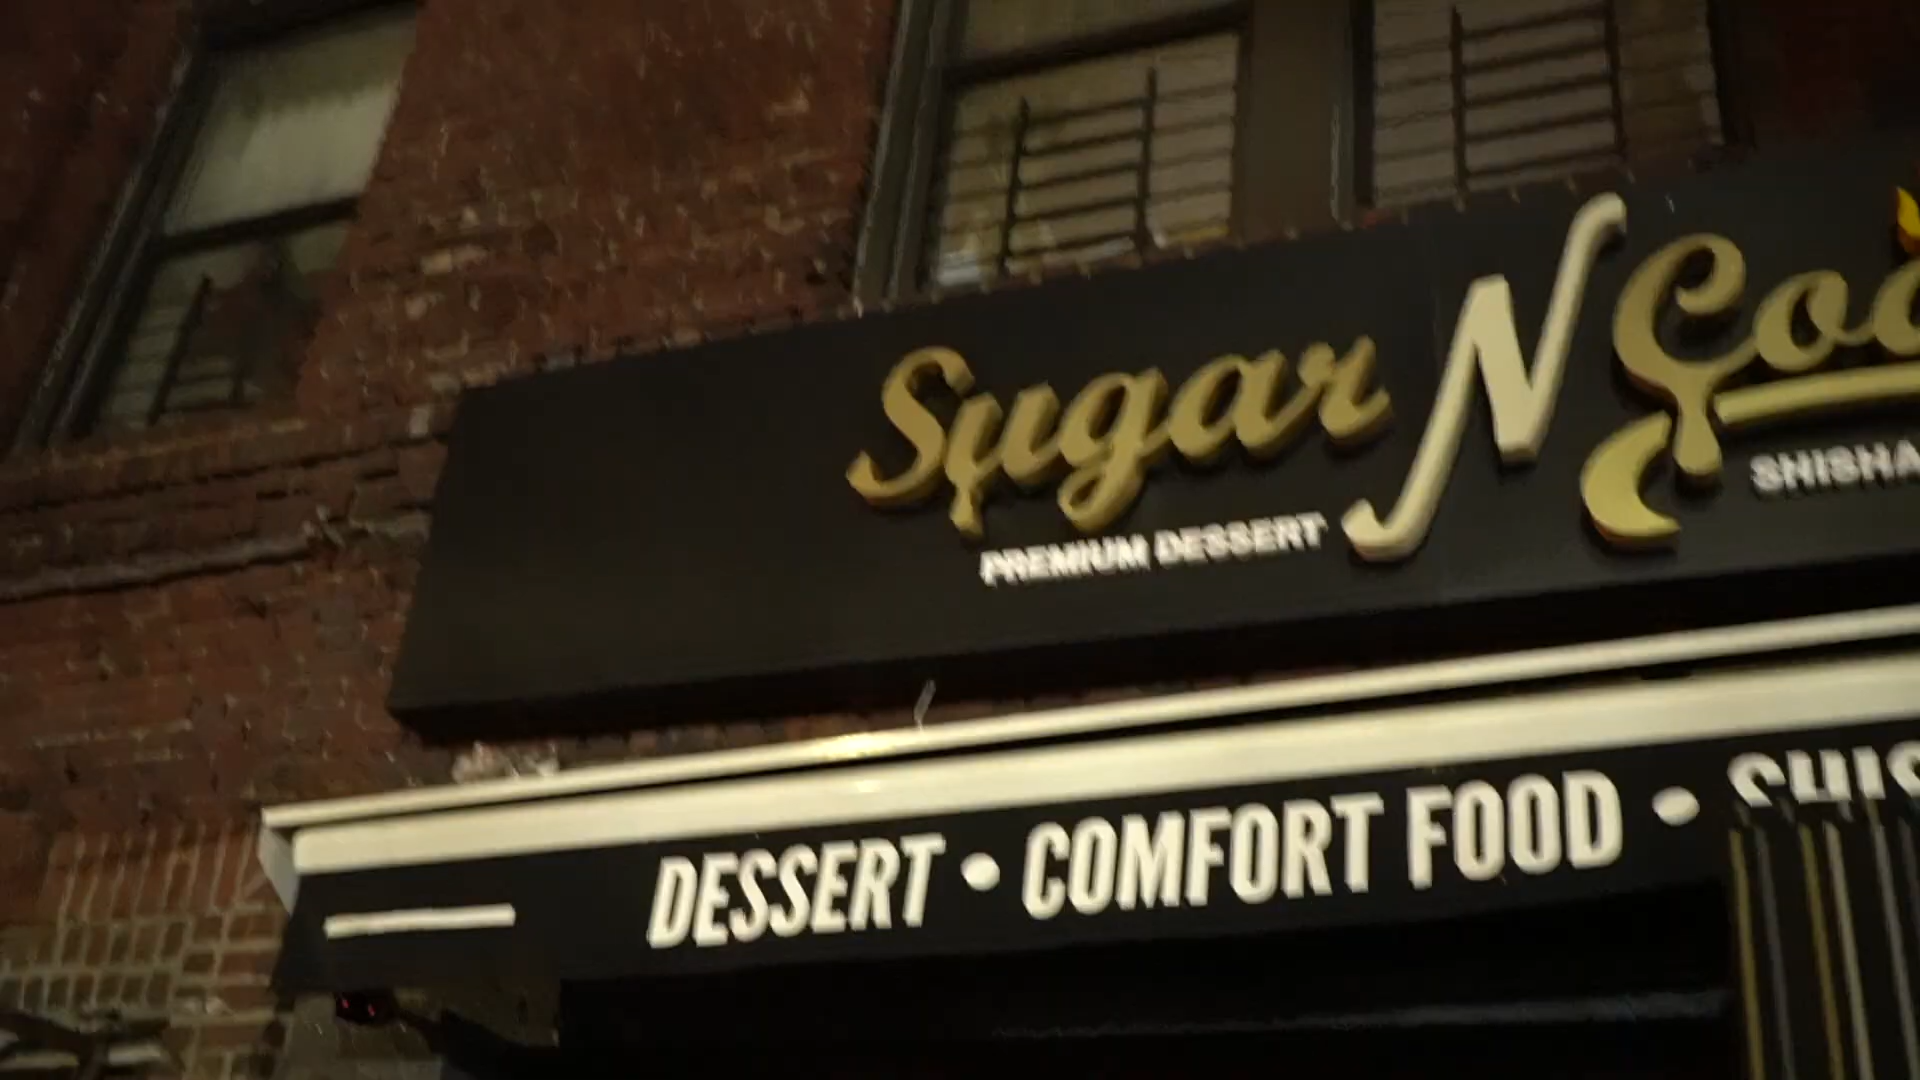 Sugar N
PREMIUM DESSERT SHISHA
DESSERT • COMFORT FOOD •